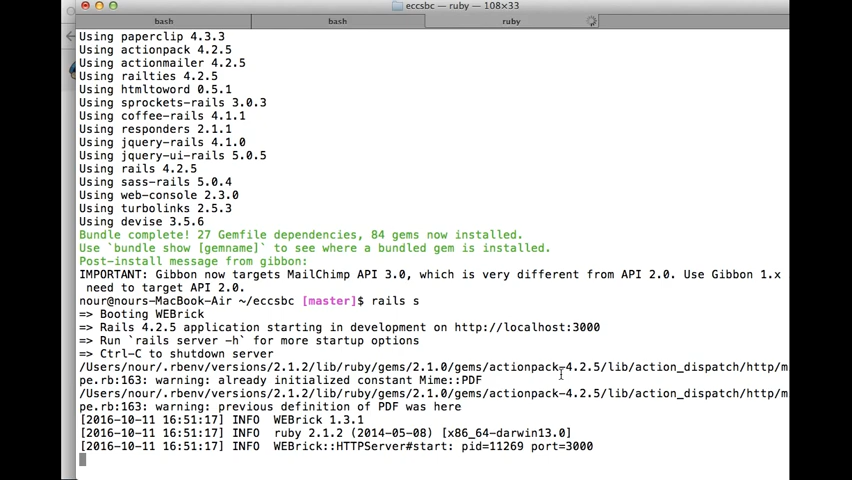 eccsbc — ruby — 108×33
bash bash ruby
Using paperclip 4.3.3
Using actionpack 4.2.5
Using actionmailer 4.2.5
Using railties 4.2.5
Using htmltoword 0.5.1
Using sprockets-rails 3.0.3
Using coffee-rails 4.1.1
Using responders 2.1.1
Using jquery-rails 4.1.0
Using jquery-ui-rails 5.0.5
Using rails 4.2.5
Using sass-rails 5.0.4
Using web-console 2.3.0
Using turbolinks 2.5.3
Using devise 3.5.6
Bundle complete! 27 Gemfile dependencies, 84 gems now installed.
Use `bundle show [gemname]` to see where a bundled gem is installed.
Post-install message from gibbon:
IMPORTANT: Gibbon now targets MailChimp API 3.0, which is very different from API 2.0. Use Gibbon 1.x
need to target API 2.0.
nour@nours-MacBook-Air ~/eccsbc [master]$ rails s
=> Booting WEBrick
=> Rails 4.2.5 application starting in development on http://localhost:3000
=> Run `rails server -h` for more startup options
=> Ctrl-C to shutdown server
/Users/nour/.rbenv/versions/2.1.2/lib/ruby/gems/2.1.0/gems/actionpack-4.2.5/lib/action_dispatch/http/m
pe.rb:163: warning: already initialized constant Mime::PDF
/Users/nour/.rbenv/versions/2.1.2/lib/ruby/gems/2.1.0/gems/actionpack-4.2.5/lib/action_dispatch/http/m
pe.rb:163: warning: previous definition of PDF was here
[2016-10-11 16:51:17] INFO  WEBrick 1.3.1
[2016-10-11 16:51:17] INFO  ruby 2.1.2 (2014-05-08) [x86_64-darwin13.0]
[2016-10-11 16:51:17] INFO  WEBrick::HTTPServer#start: pid=11269 port=3000